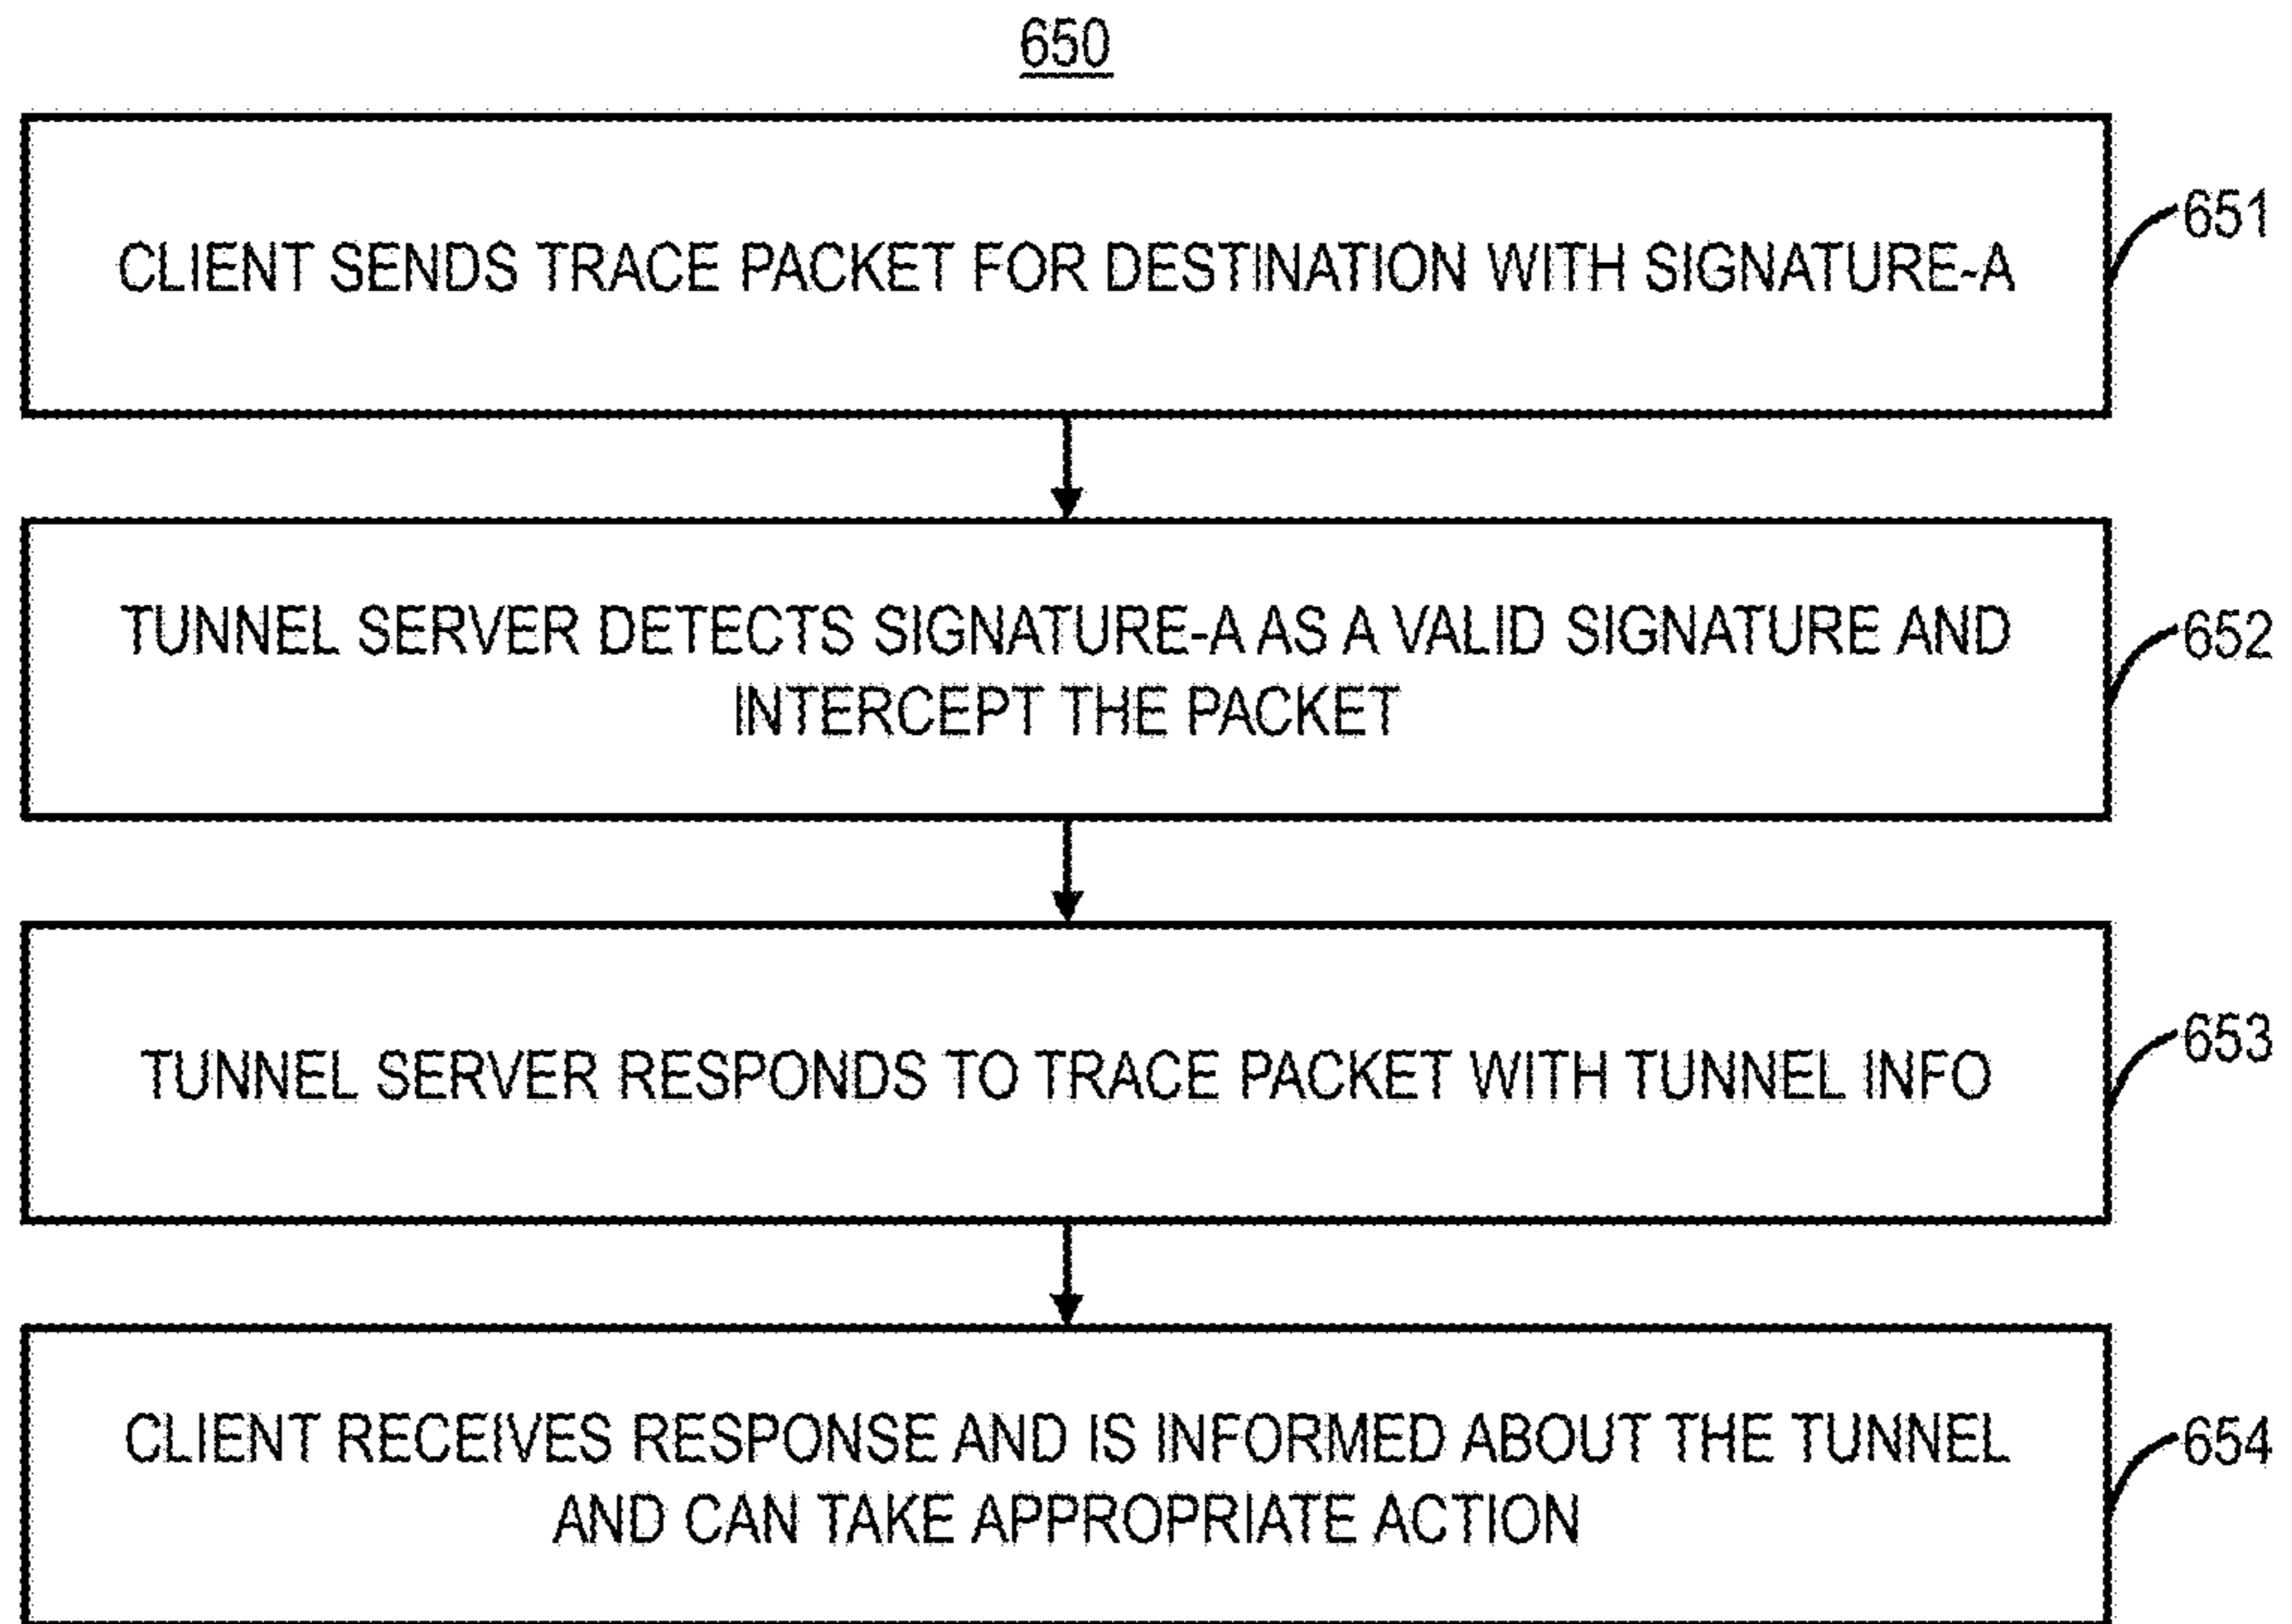 650
CLIENT SENDS TRACE PACKET FOR DESTINATION WITH SIGNATURE-A
651
TUNNEL SERVER DETECTS SIGNATURE-A AS A VALID SIGNATURE AND
INTERCEPT THE PACKET
652
TUNNEL SERVER RESPONDS TO TRACE PACKET WITH TUNNEL INFO
653
CLIENT RECEIVES RESPONSE AND IS INFORMED ABOUT THE TUNNEL
AND CAN TAKE APPROPRIATE ACTION
654